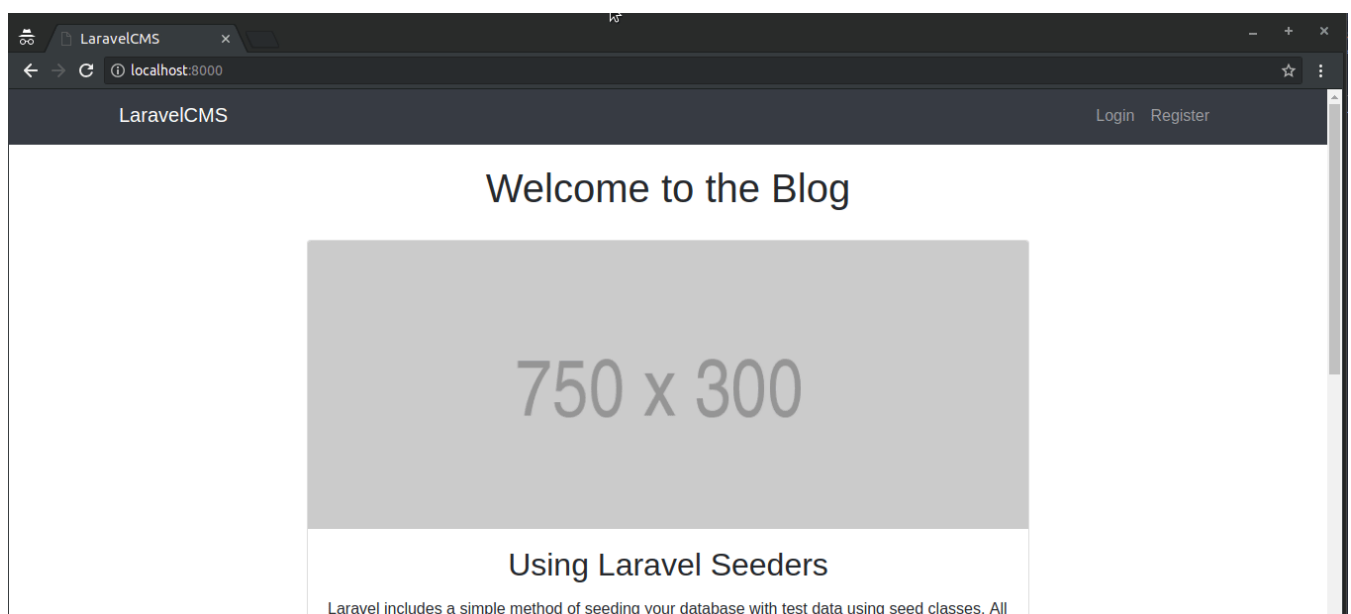 LaravelCMS
localhost:8000
LaravelCMS Login Register
Welcome to the Blog
750 x 300
Using Laravel Seeders
Laravel includes a simple method of seeding your database with test data using seed classes. All